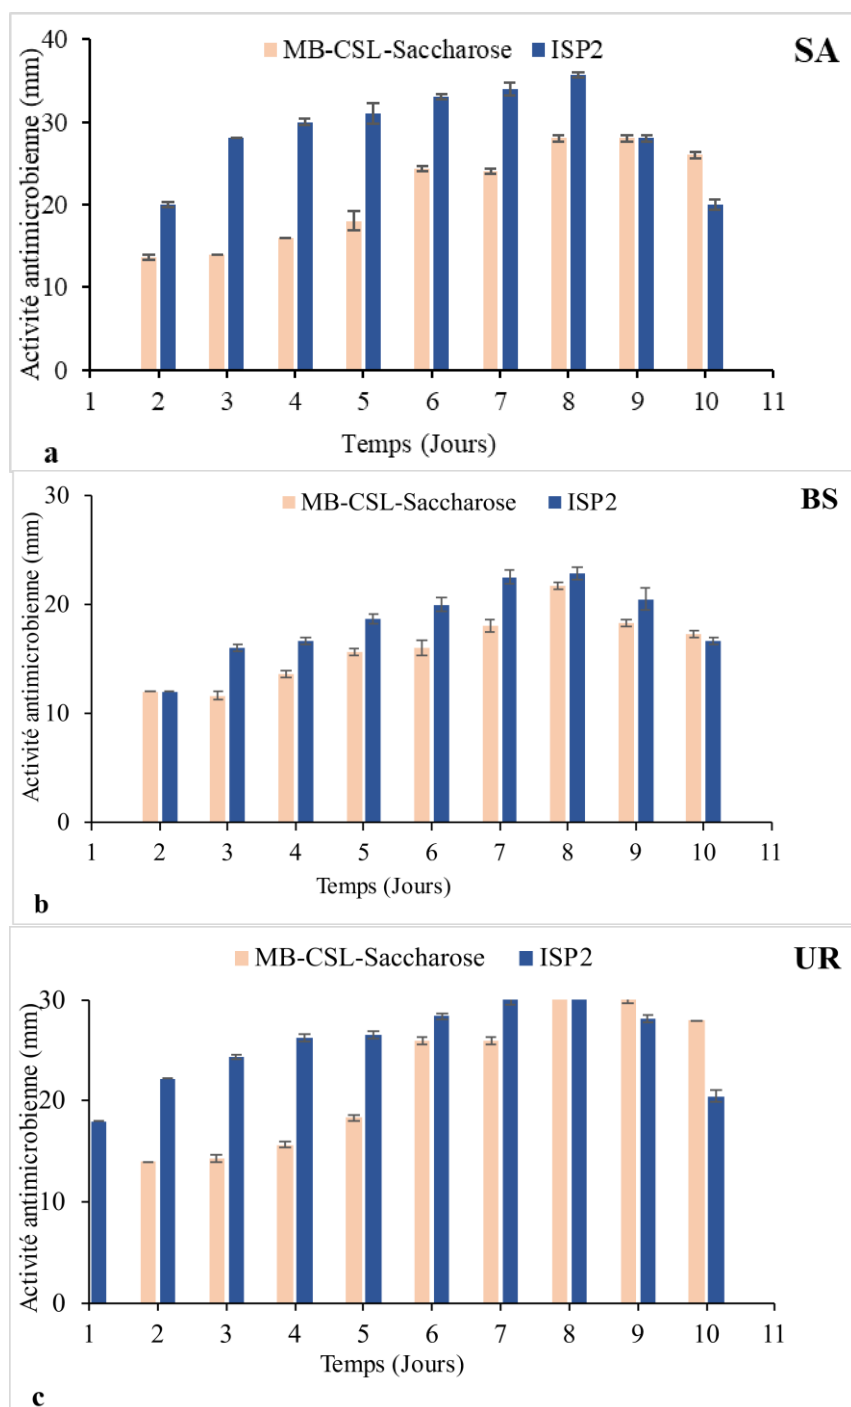 MB-CSL-Saccharose ISP2 SA
Activité antimicrobienne (mm)
40
30
20
10
0
1 2 3 4 5 6 7 8 9 10 11
Temps (Jours)
a
MB-CSL-Saccharose ISP2 BS
Activité antimicrobienne (mm)
30
20
10
0
1 2 3 4 5 6 7 8 9 10 11
Temps (Jours)
b
MB-CSL-Saccharose ISP2 UR
Activité antimicrobienne (mm)
30
20
10
0
1 2 3 4 5 6 7 8 9 10 11
Temps (Jours)
c